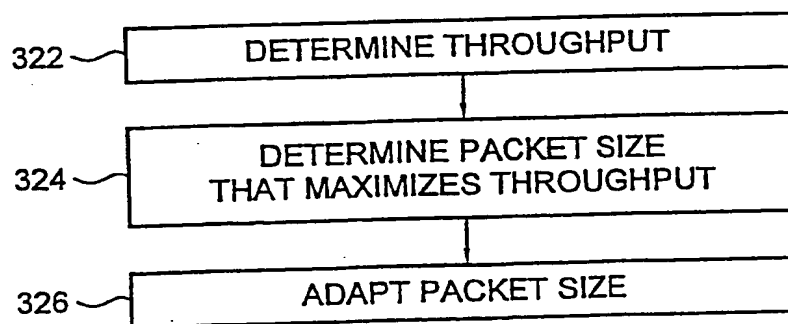 322 DETERMINE THROUGHPUT
324 DETERMINE PACKET SIZE
THAT MAXIMIZES THROUGHPUT
326 ADAPT PACKET SIZE